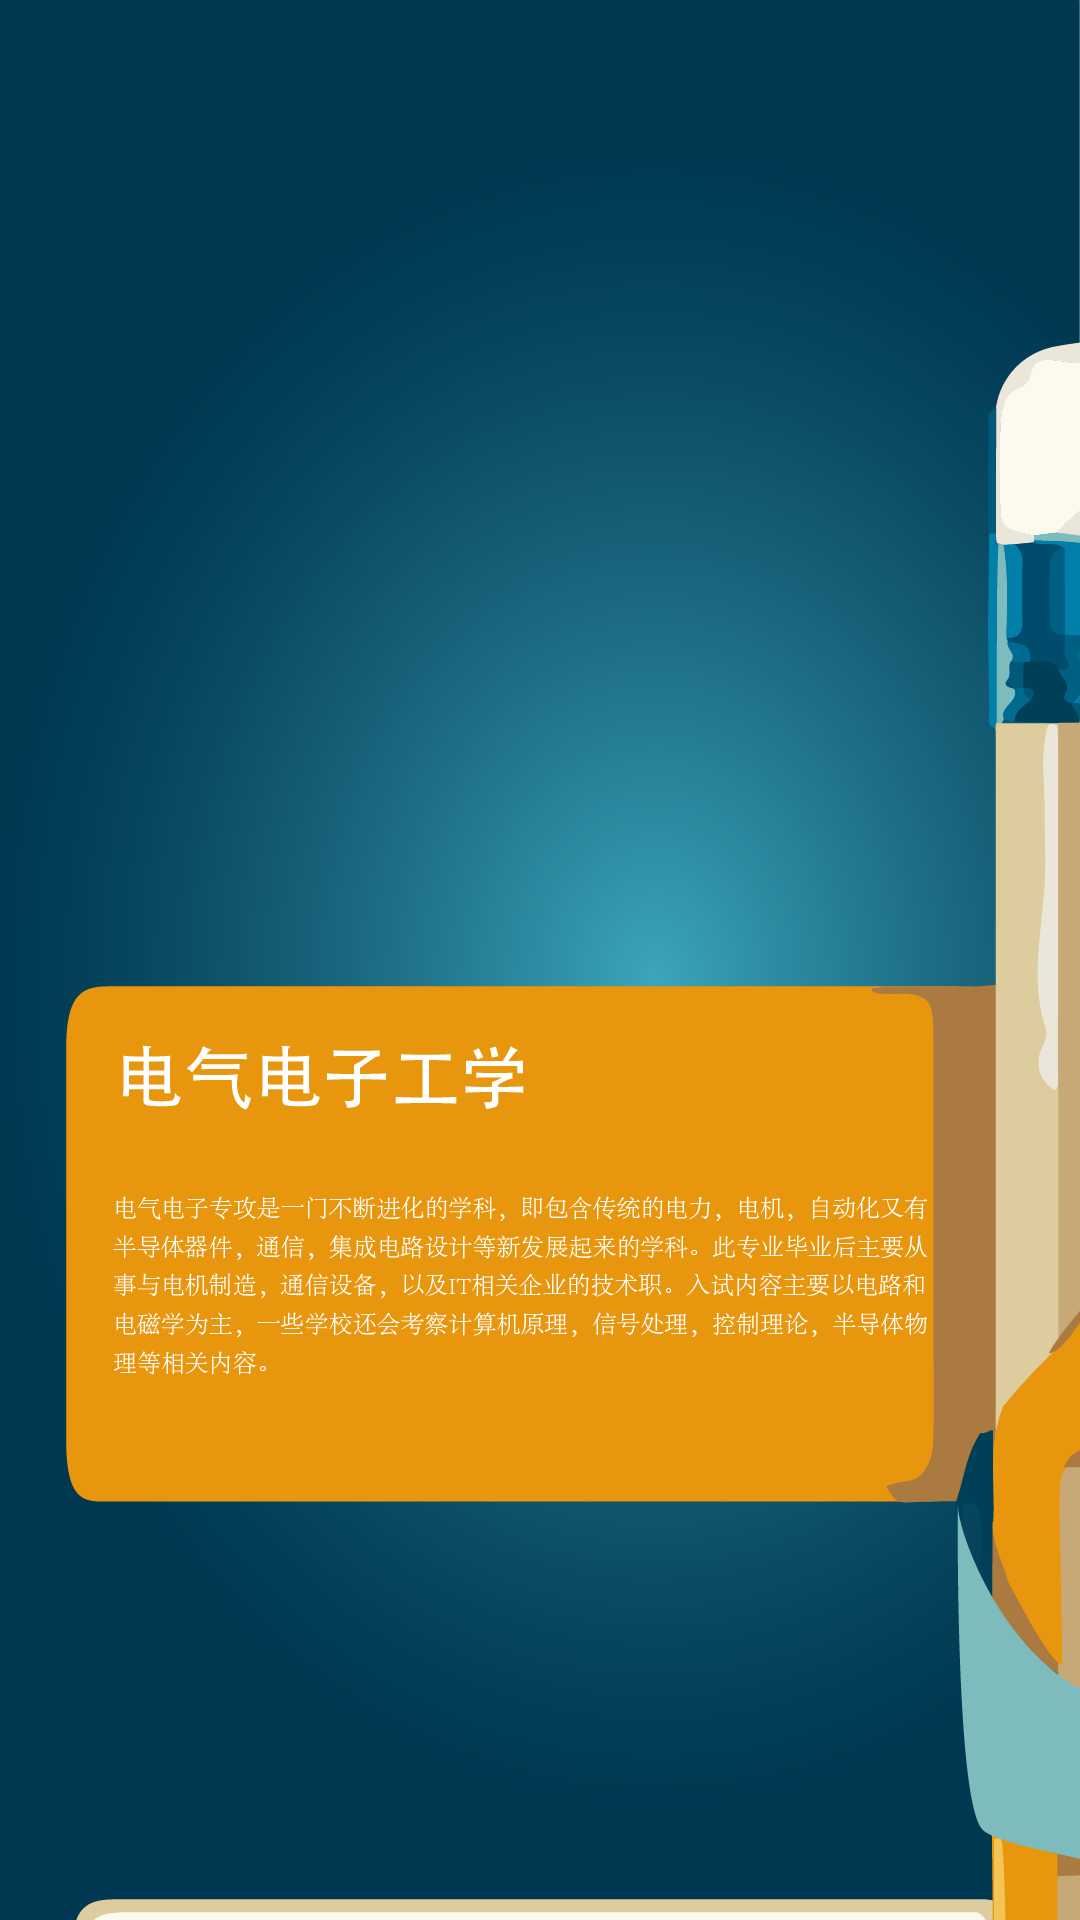 电气电子工学
电气电子专攻是一门不断进化的学科，即包含传统的电力，电机，自动化又有
半导体器件，通信，集成电路设计等新发展起来的学科。此专业毕业后主要从
事与电机制造，通信设备，以及IT相关企业的技术职。入试内容主要以电路和
电磁学为主，一些学校还会考察计算机原理，信号处理，控制理论，半导体物
理等相关内容。